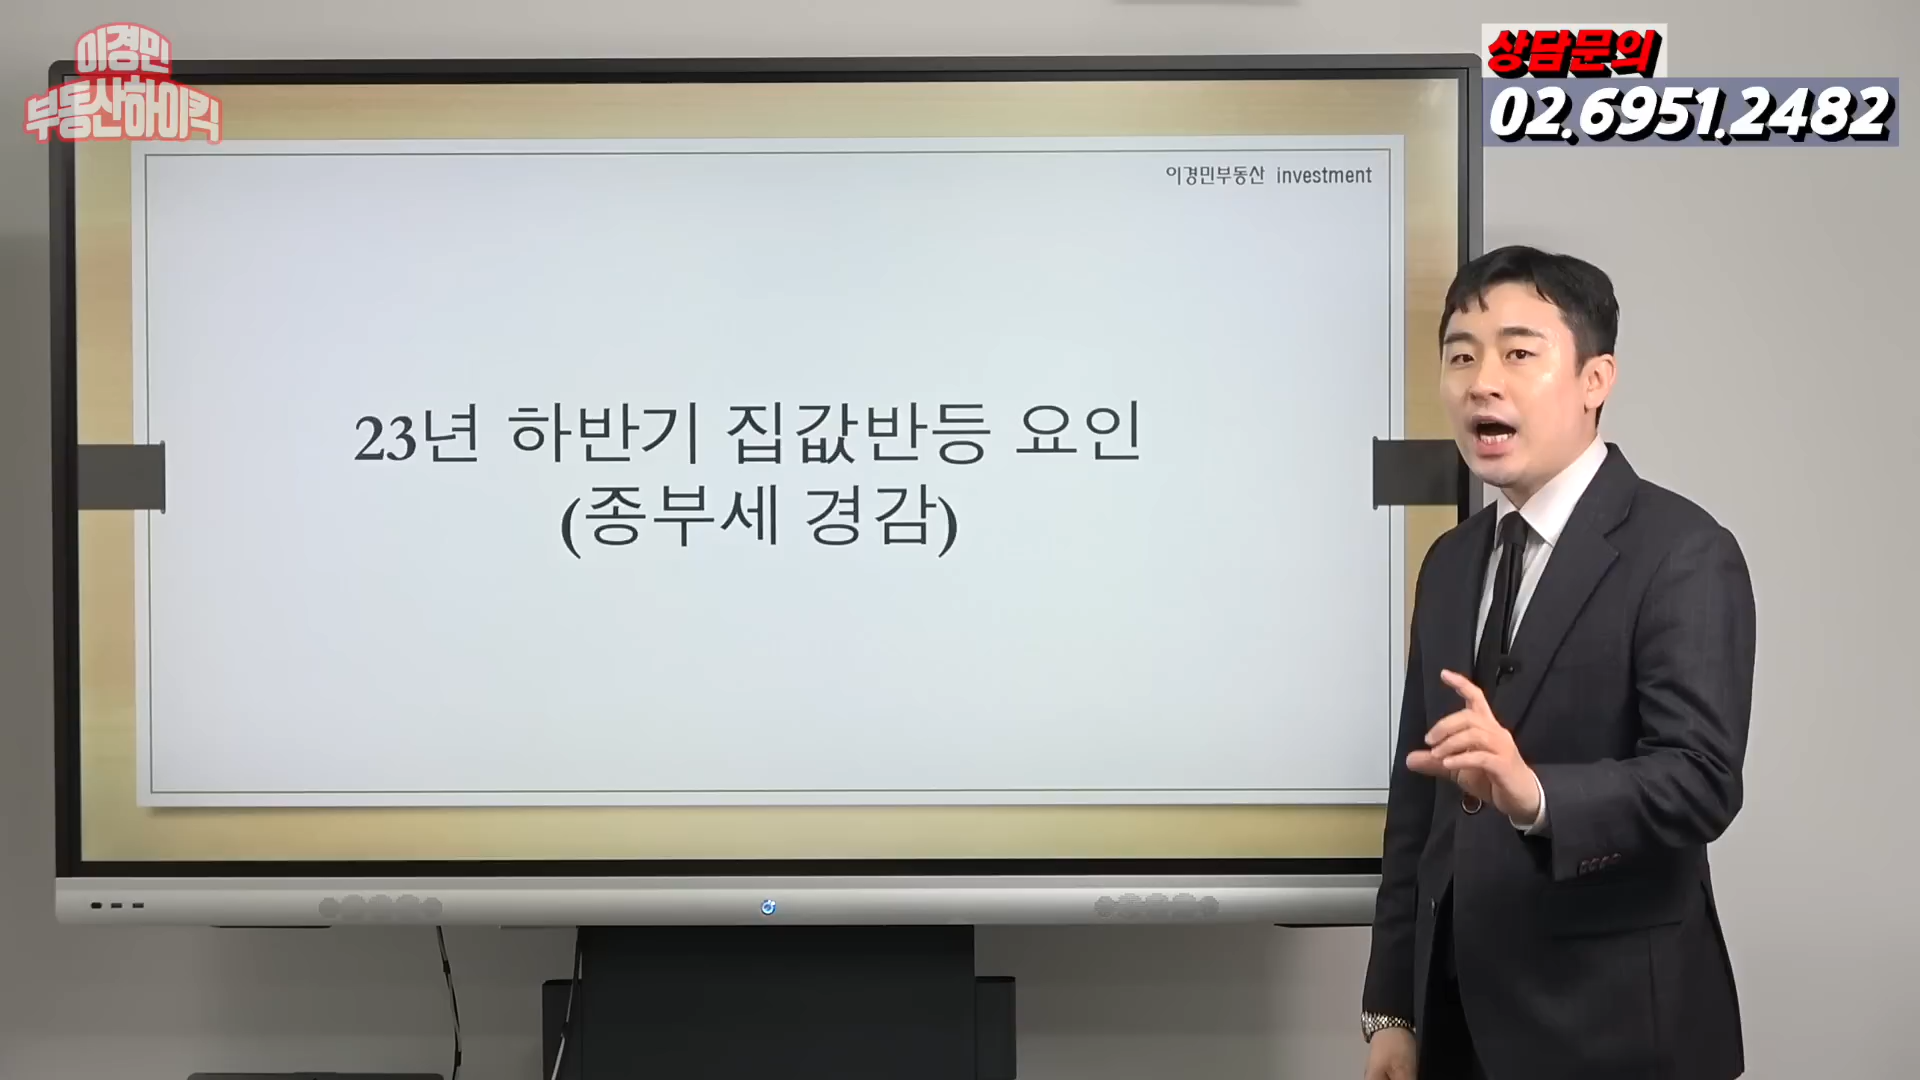 이경민
부동산하이킥
상담문의
02.6951.2482
이경민부동산 investment
23년 하반기 집값반등 요인
(종부세 경감)